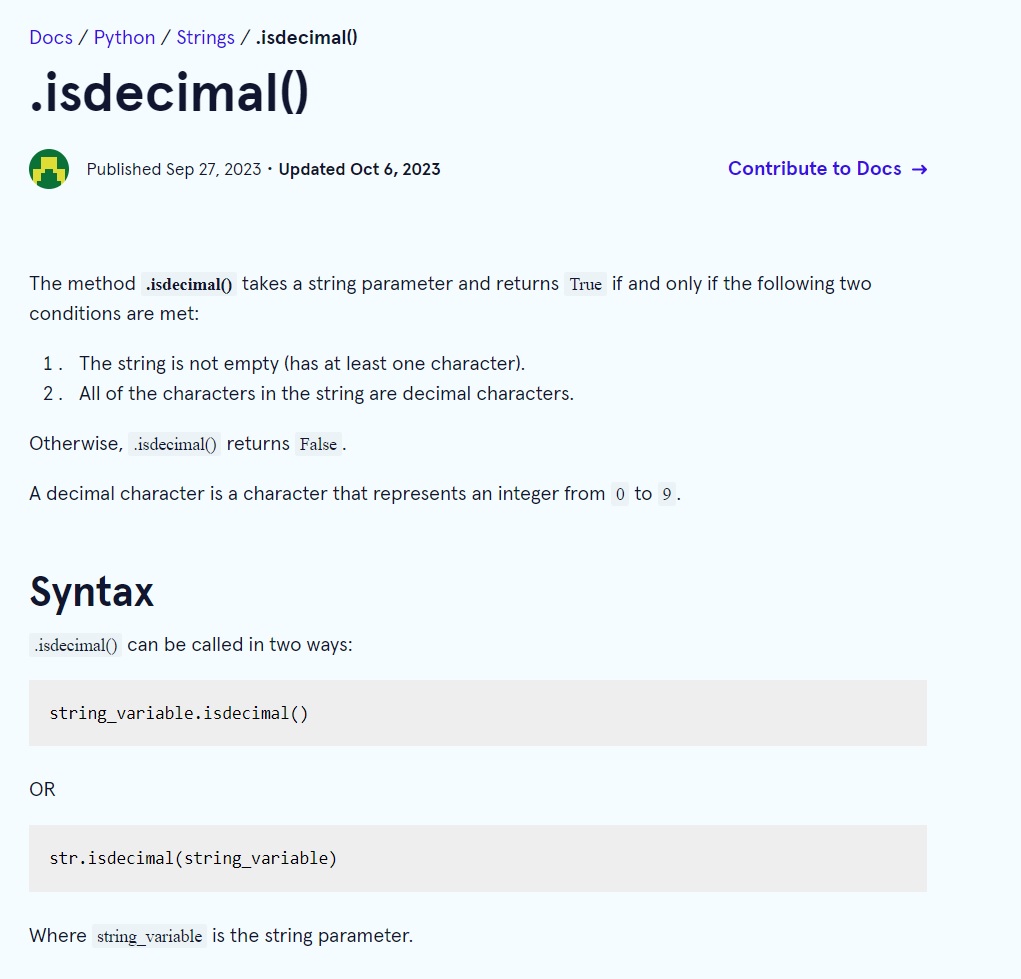 Docs / Python / Strings / .isdecimal()
.isdecimal()
Published Sep 27, 2023 • Updated Oct 6, 2023
Contribute to Docs →
The method .isdecimal() takes a string parameter and returns True if and only if the following two
conditions are met:
1. The string is not empty (has at least one character).
2. All of the characters in the string are decimal characters.
Otherwise, .isdecimal() returns False.
A decimal character is a character that represents an integer from 0 to 9.
Syntax
.isdecimal() can be called in two ways:
string_variable.isdecimal()
OR
str.isdecimal(string_variable)
Where string_variable is the string parameter.